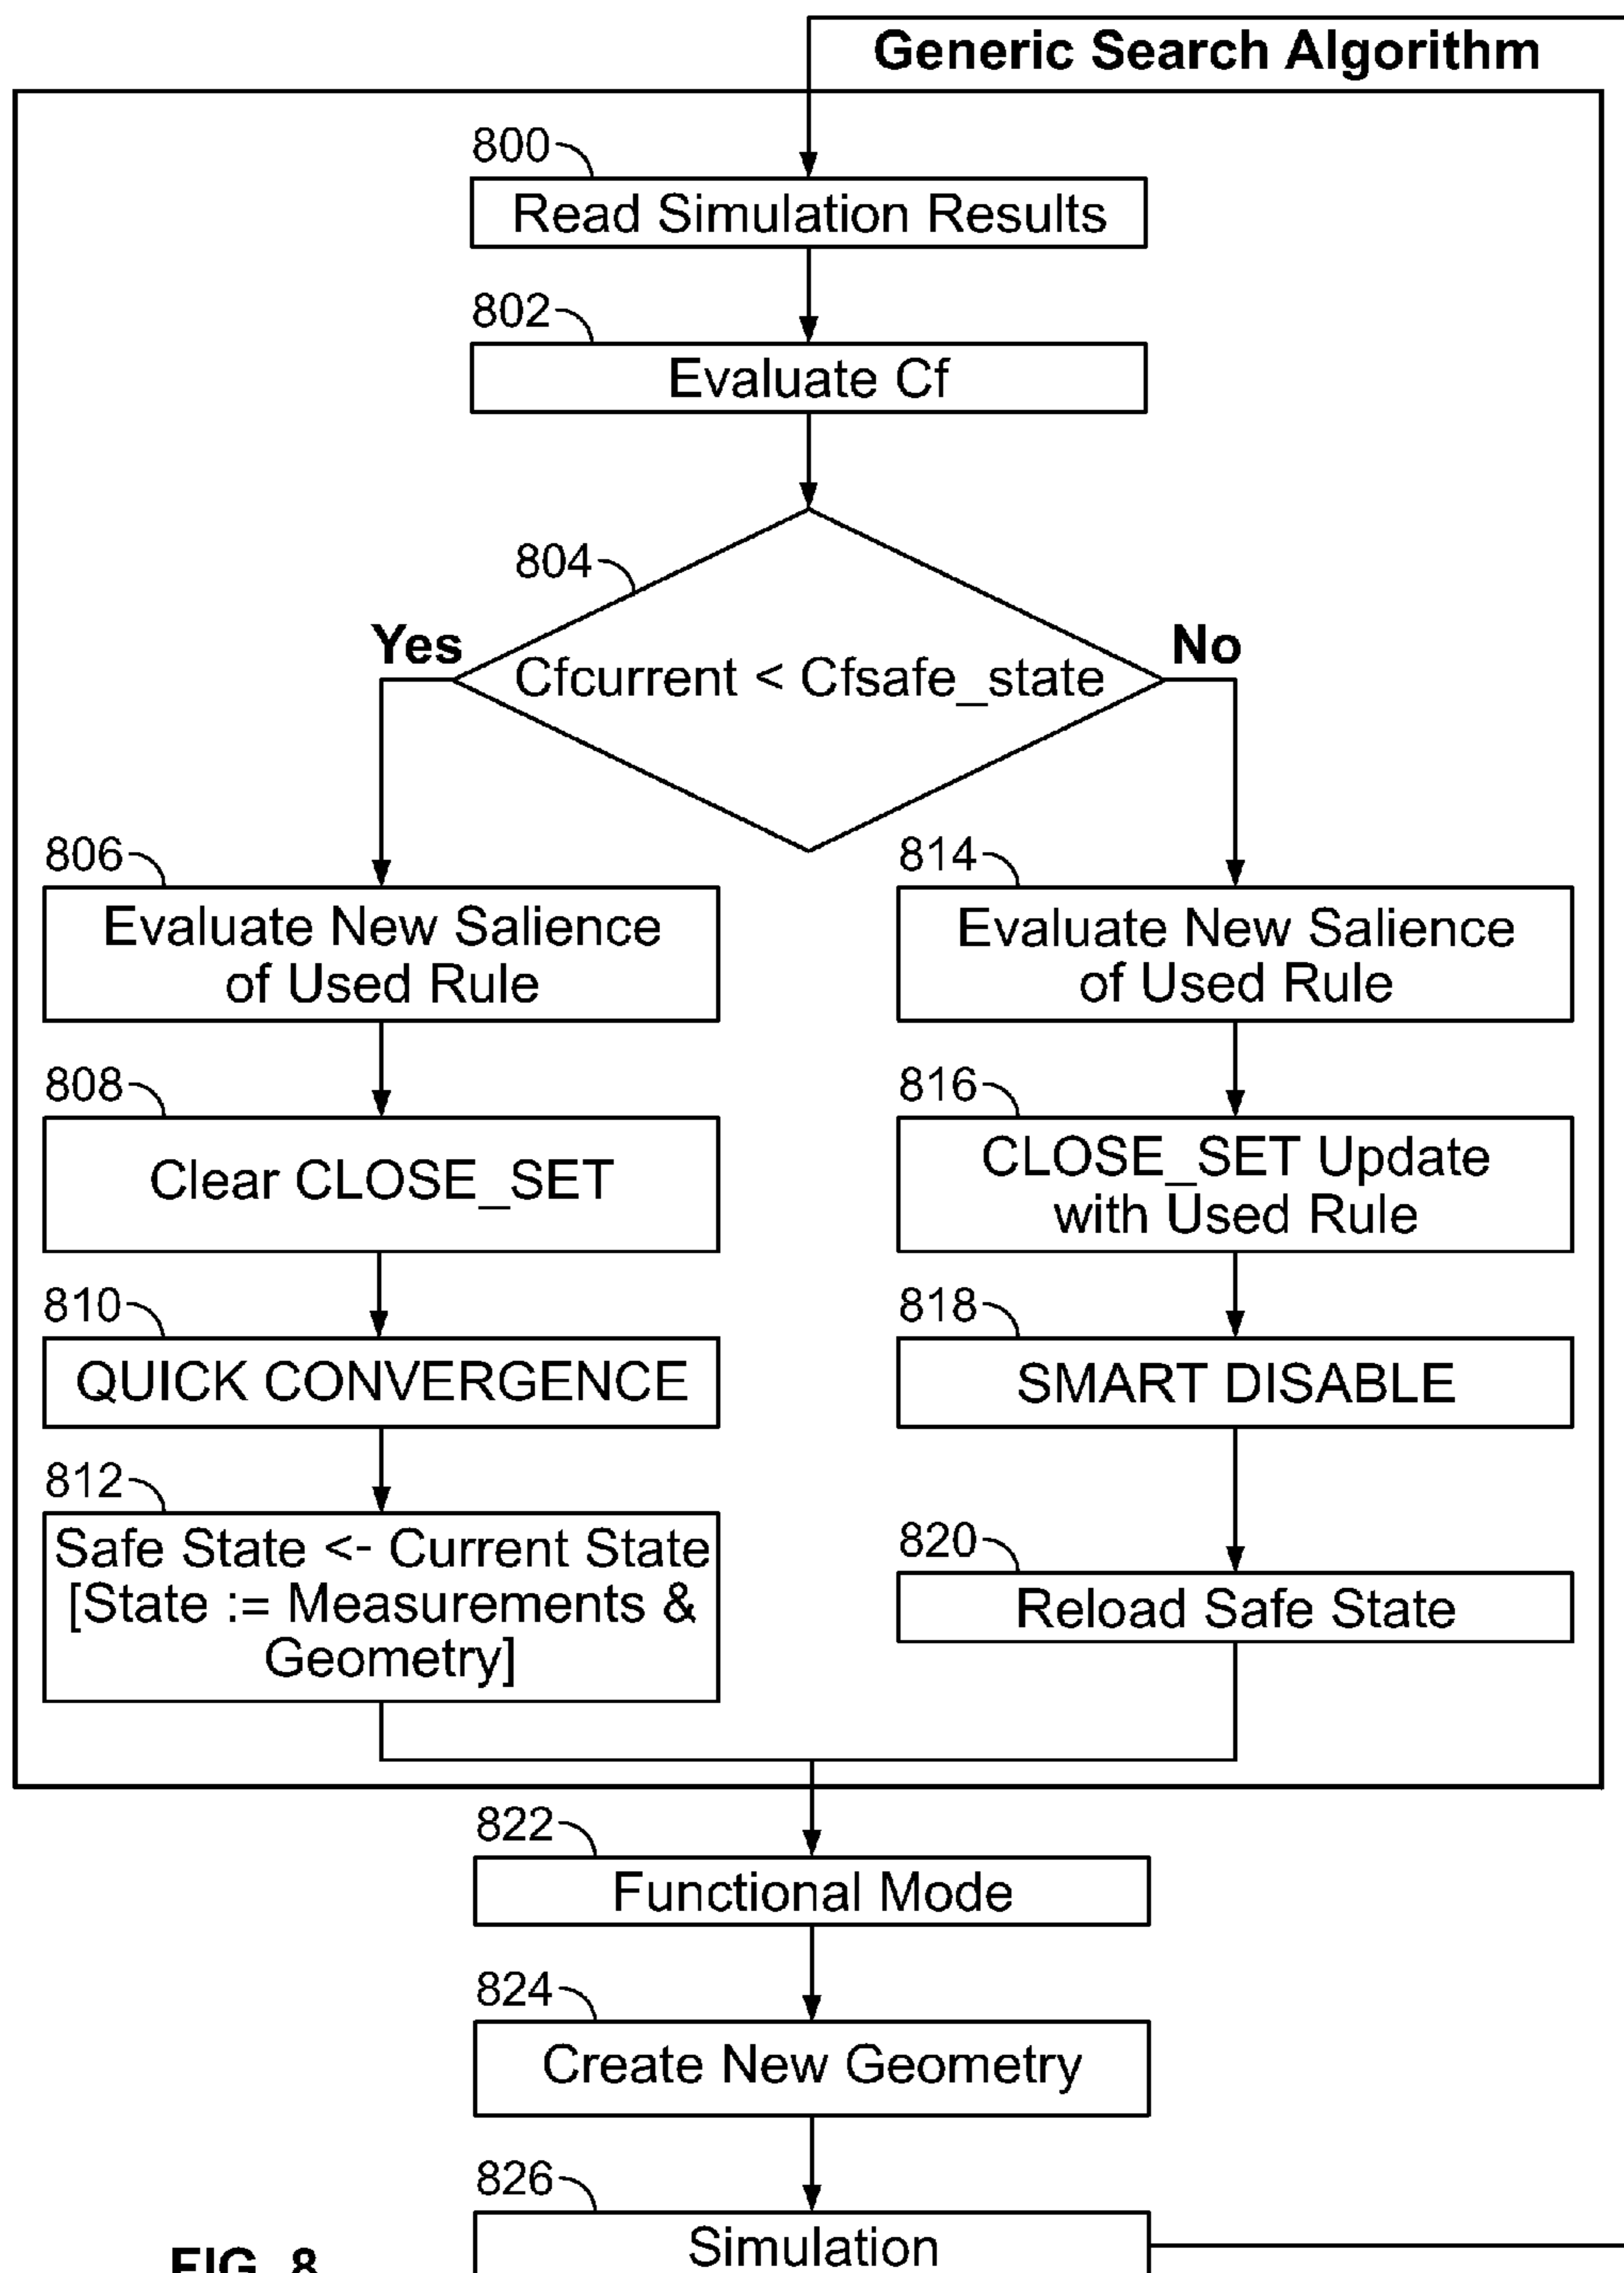 Generic Search Algorithm
800
Read Simulation Results
802
Evaluate Cf
804
Yes
No
Cfcurrent < Cfsafe_state
806
Evaluate New Salience
of Used Rule
814
Evaluate New Salience
of Used Rule
808
Clear CLOSE_SET
816
CLOSE_SET Update
with Used Rule
810
QUICK CONVERGENCE
818
SMART DISABLE
812
Safe State <- Current State
[State := Measurements &
Geometry]
820
Reload Safe State
822
Functional Mode
824
Create New Geometry
826
Simulation
FIG. 8